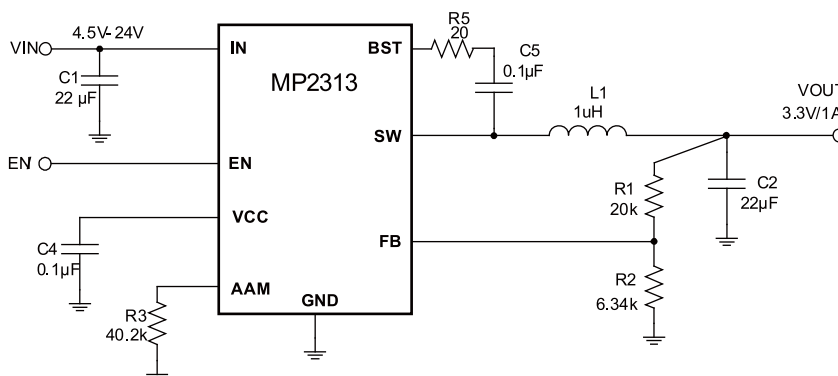 VIN
4.5V-24V
C1
22 µF
IN
EN
EN
VCC
C4
0.1µF
AAM
R3
40.2k
GND
MP2313
BST
SW
FB
R5
20
C5
0.1µF
L1
1uH
VOUT
3.3V/1A
R1
20k
C2
22µF
R2
6.34k